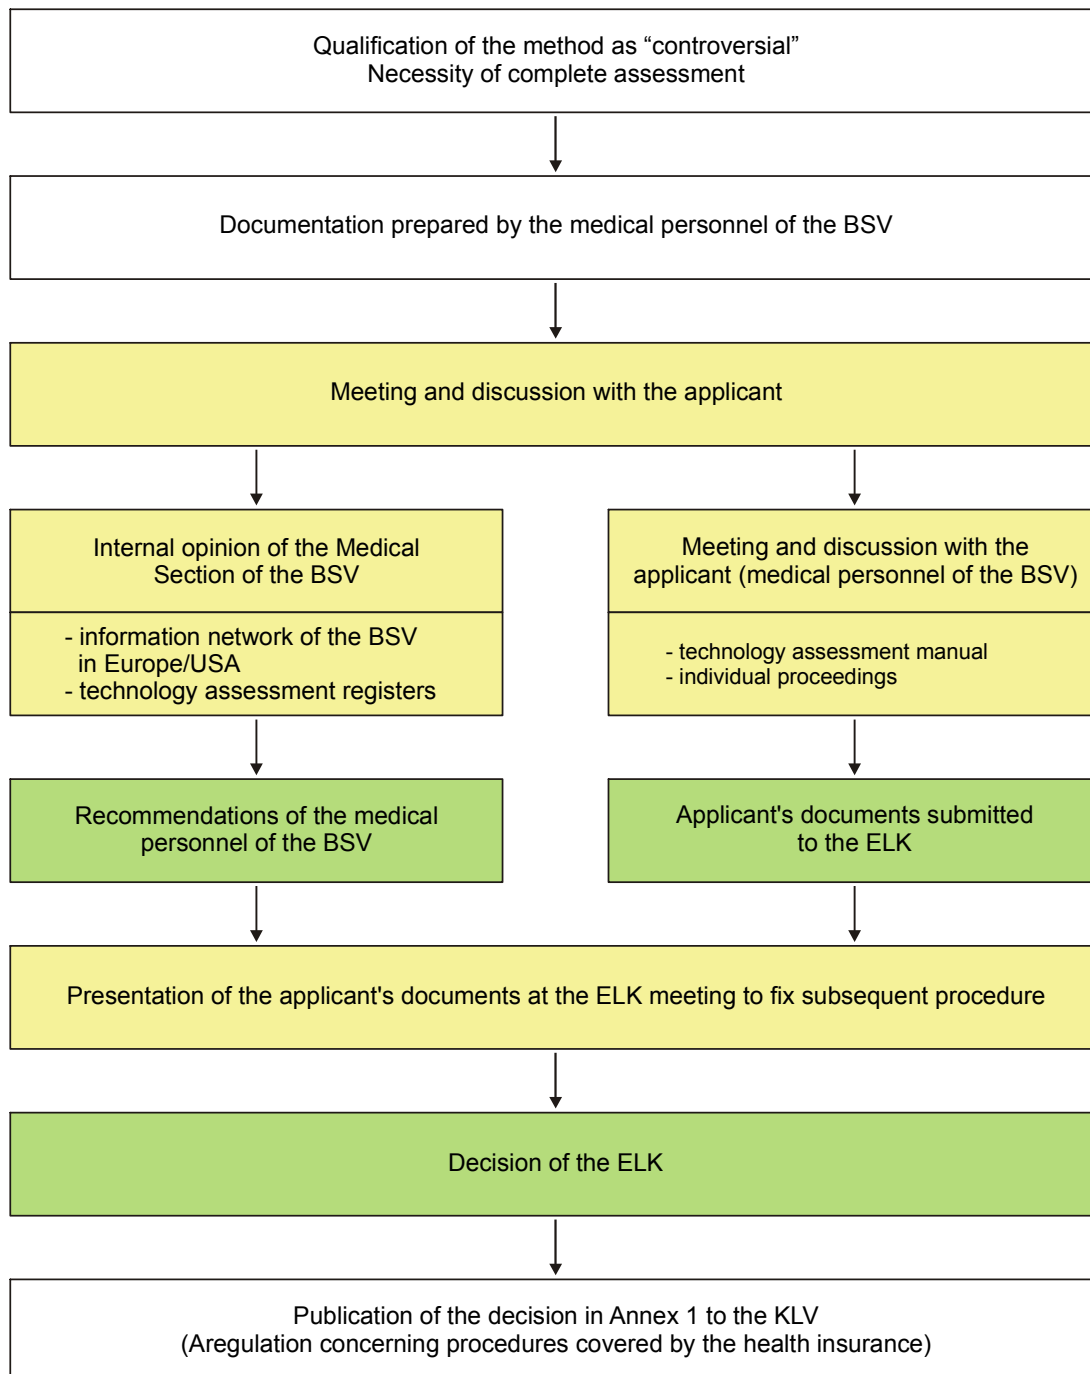 Qualification of the method as “controversial”
Necessity of complete assessment
Documentation prepared by the medical personnel of the BSV
Meeting and discussion with the applicant
Internal opinion of the Medical
Section of the BSV
- information network of the BSV
in Europe/USA
- technology assessment registers
Meeting and discussion with the
applicant (medical personnel of the BSV)
- technology assessment manual
- individual proceedings
Recommendations of the medical
personnel of the BSV
Applicant's documents submitted
to the ELK
Presentation of the applicant's documents at the ELK meeting to fix subsequent procedure
Decision of the ELK
Publication of the decision in Annex 1 to the KLV
(Aregulation concerning procedures covered by the health insurance)